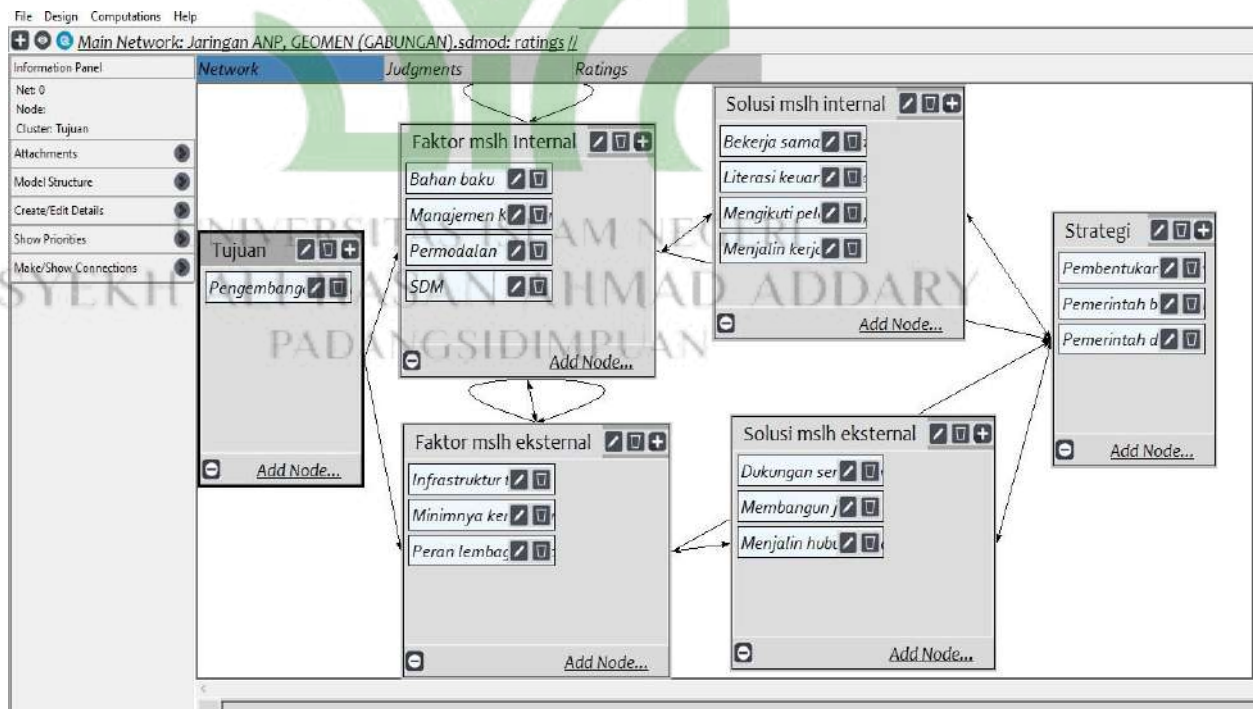 File Design Computations Help
Main Network: Jaringan ANP, GEOMEN (GABUNGAN).sdmod: ratings //
Information Panel
Net: 0
Node:
Cluster: Tujuan
Attachments
Model Structure
Create/Edit Details
Show Priorities
Make/Show Connections
Network Judgments Ratings
Tujuan
Pengembang
Add Node...
Faktor mslh Internal
Bahan baku
Manajemen k
Permodalan
SDM
Add Node...
Solusi mslh internal
Bekerja sama
Literasi keuar
Mengikuti pel
Menjalin kerj
Add Node...
Strategi
Pembentukar
Pemerintah b
Pemerintah d
Add Node...
Faktor mslh eksternal
Infrastruktur t
Minimnya ker
Peran lembag
Add Node...
Solusi mslh eksternal
Dukungan ser
Membangun j
Menjalin hubu
Add Node...
UNIVERSITAS ISLAM NEGERI
SYEKH ALI HASAN AHMAD ADDARY
PADANGSIDIMPUAN